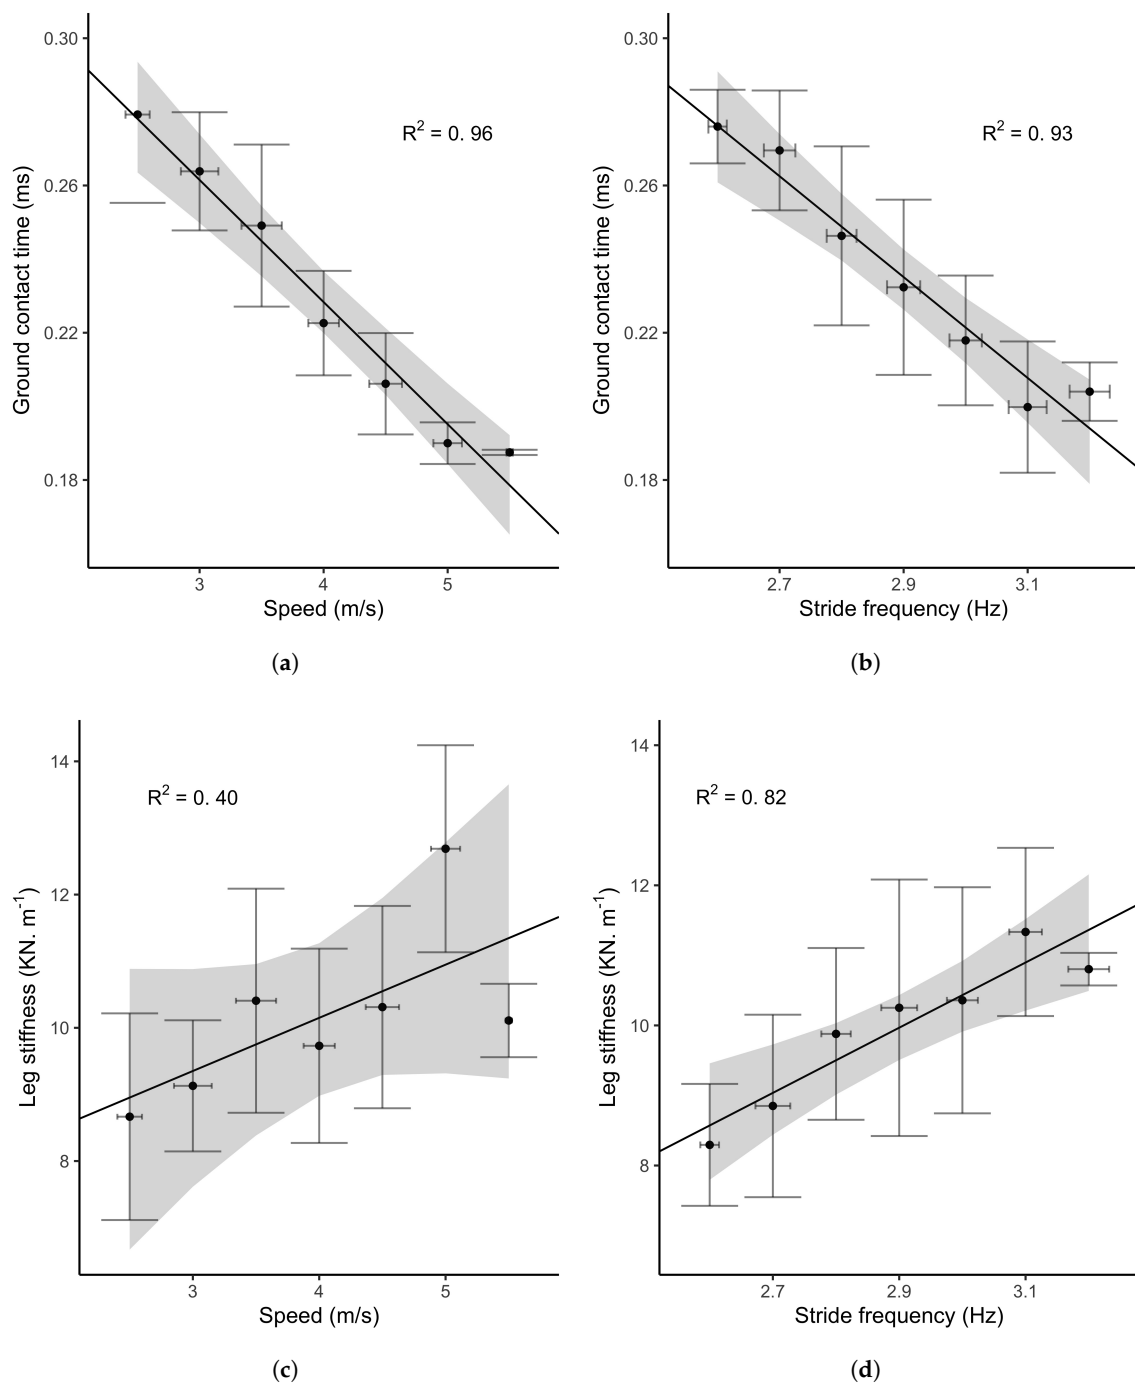 0.30
0.26
0.22
0.18
Ground contact time (ms)
R² = 0. 96
3 4 5
Speed (m/s)
(a)
0.30
0.26
0.22
0.18
Ground contact time (ms)
R² = 0. 93
2.7 2.9 3.1
Stride frequency (Hz)
(b)
14
12
10
8
Leg stiffness (KN. m⁻¹)
R² = 0. 40
3 4 5
Speed (m/s)
(c)
14
12
10
8
Leg stiffness (KN. m⁻¹)
R² = 0. 82
2.7 2.9 3.1
Stride frequency (Hz)
(d)